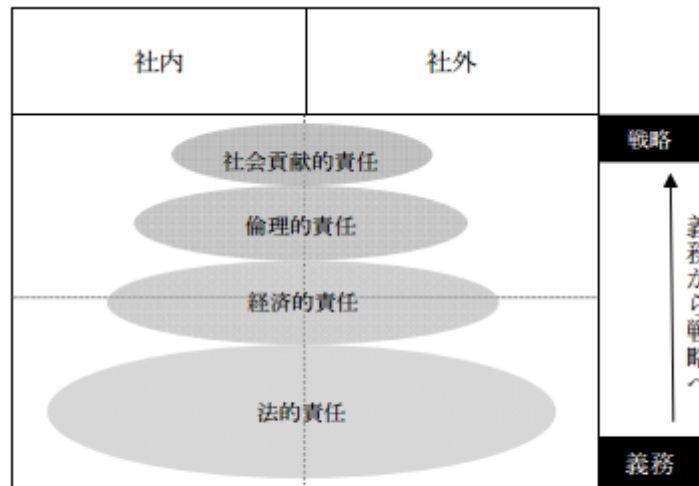 社内
社外
戦略
社会貢献的責任
倫理的責任
経済的責任
法的責任
義務から戦略へ
義務